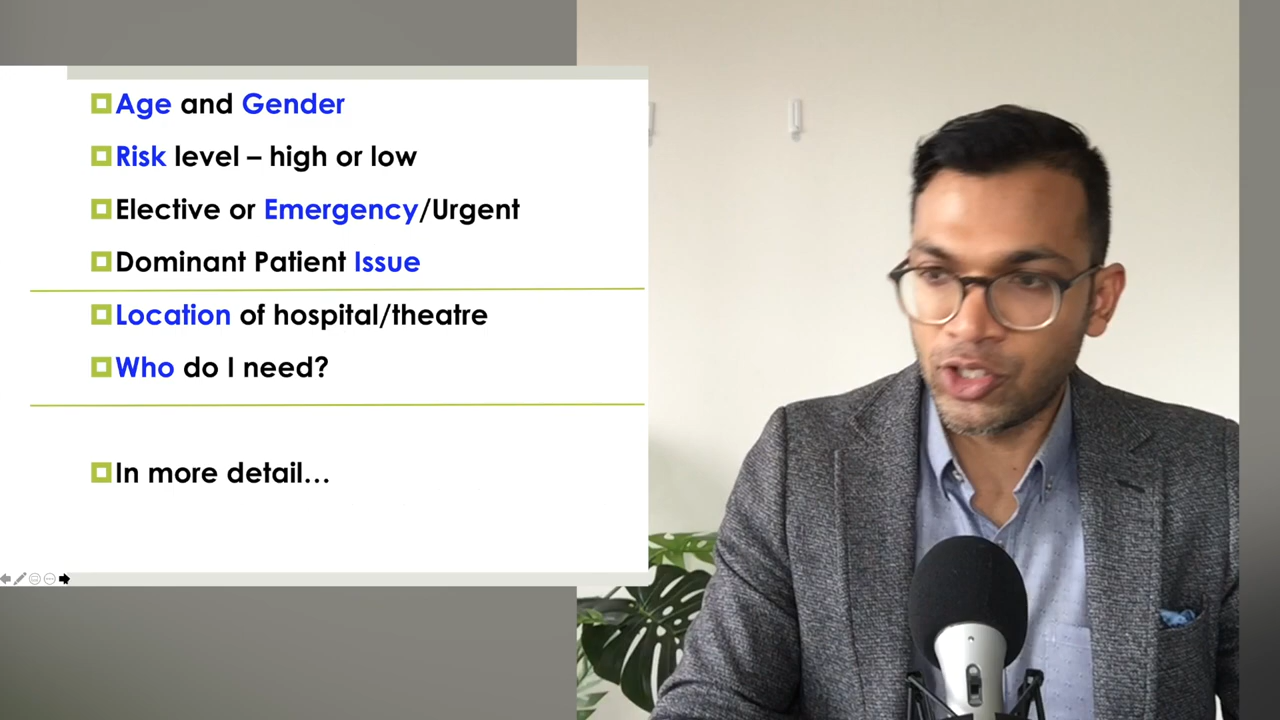 Age and Gender
Risk level – high or low
Elective or Emergency/Urgent
Dominant Patient Issue
Location of hospital/theatre
Who do I need?
In more detail…